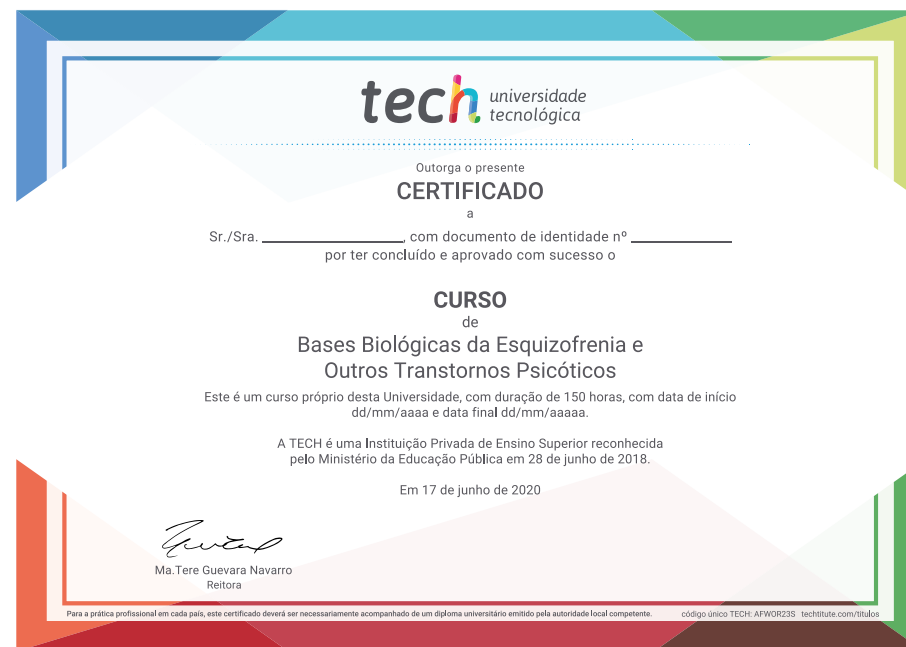 tech universidade
tecnológica
Outorga o presente
CERTIFICADO
a
Sr./Sra. ____________________, com documento de identidade nº ______________
por ter concluído e aprovado com sucesso o
CURSO
de
Bases Biológicas da Esquizofrenia e
Outros Transtornos Psicóticos
Este é um curso próprio desta Universidade, com duração de 150 horas, com data de início
dd/mm/aaaa e data final dd/mm/aaaaa.
A TECH é uma Instituição Privada de Ensino Superior reconhecida
pelo Ministério da Educação Pública em 28 de junho de 2018.
Em 17 de junho de 2020
Ma.Tere Guevara Navarro
Reitora
Para a prática profissional em cada país, este certificado deverá ser necessariamente acompanhado de um diploma universitário emitido pela autoridade local competente. código único TECH: AFWOR23S techtitute.com/titulos